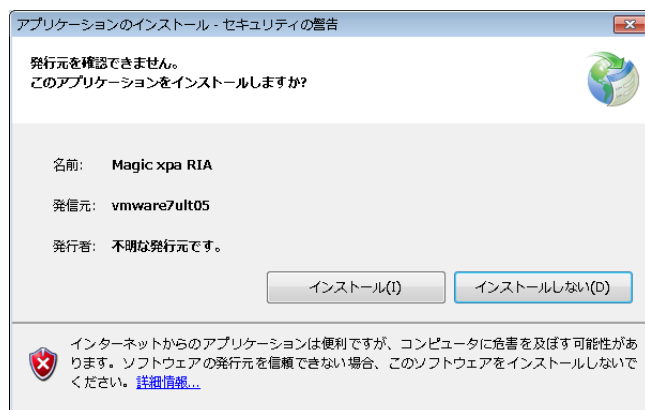 アプリケーションのインストール - セキュリティの警告
発行元を確認できません。
このアプリケーションをインストールしますか?
名前: Magic xpa RIA
発信元: vmware7ult05
発行者: 不明な発行元です。
インストール(I) インストールしない(D)
インターネットからのアプリケーションは便利ですが、コンピュータに危害を及ぼす可能性があ
ります。ソフトウェアの発行元を信頼できない場合、このソフトウェアをインストールしないで
ください。詳細情報...